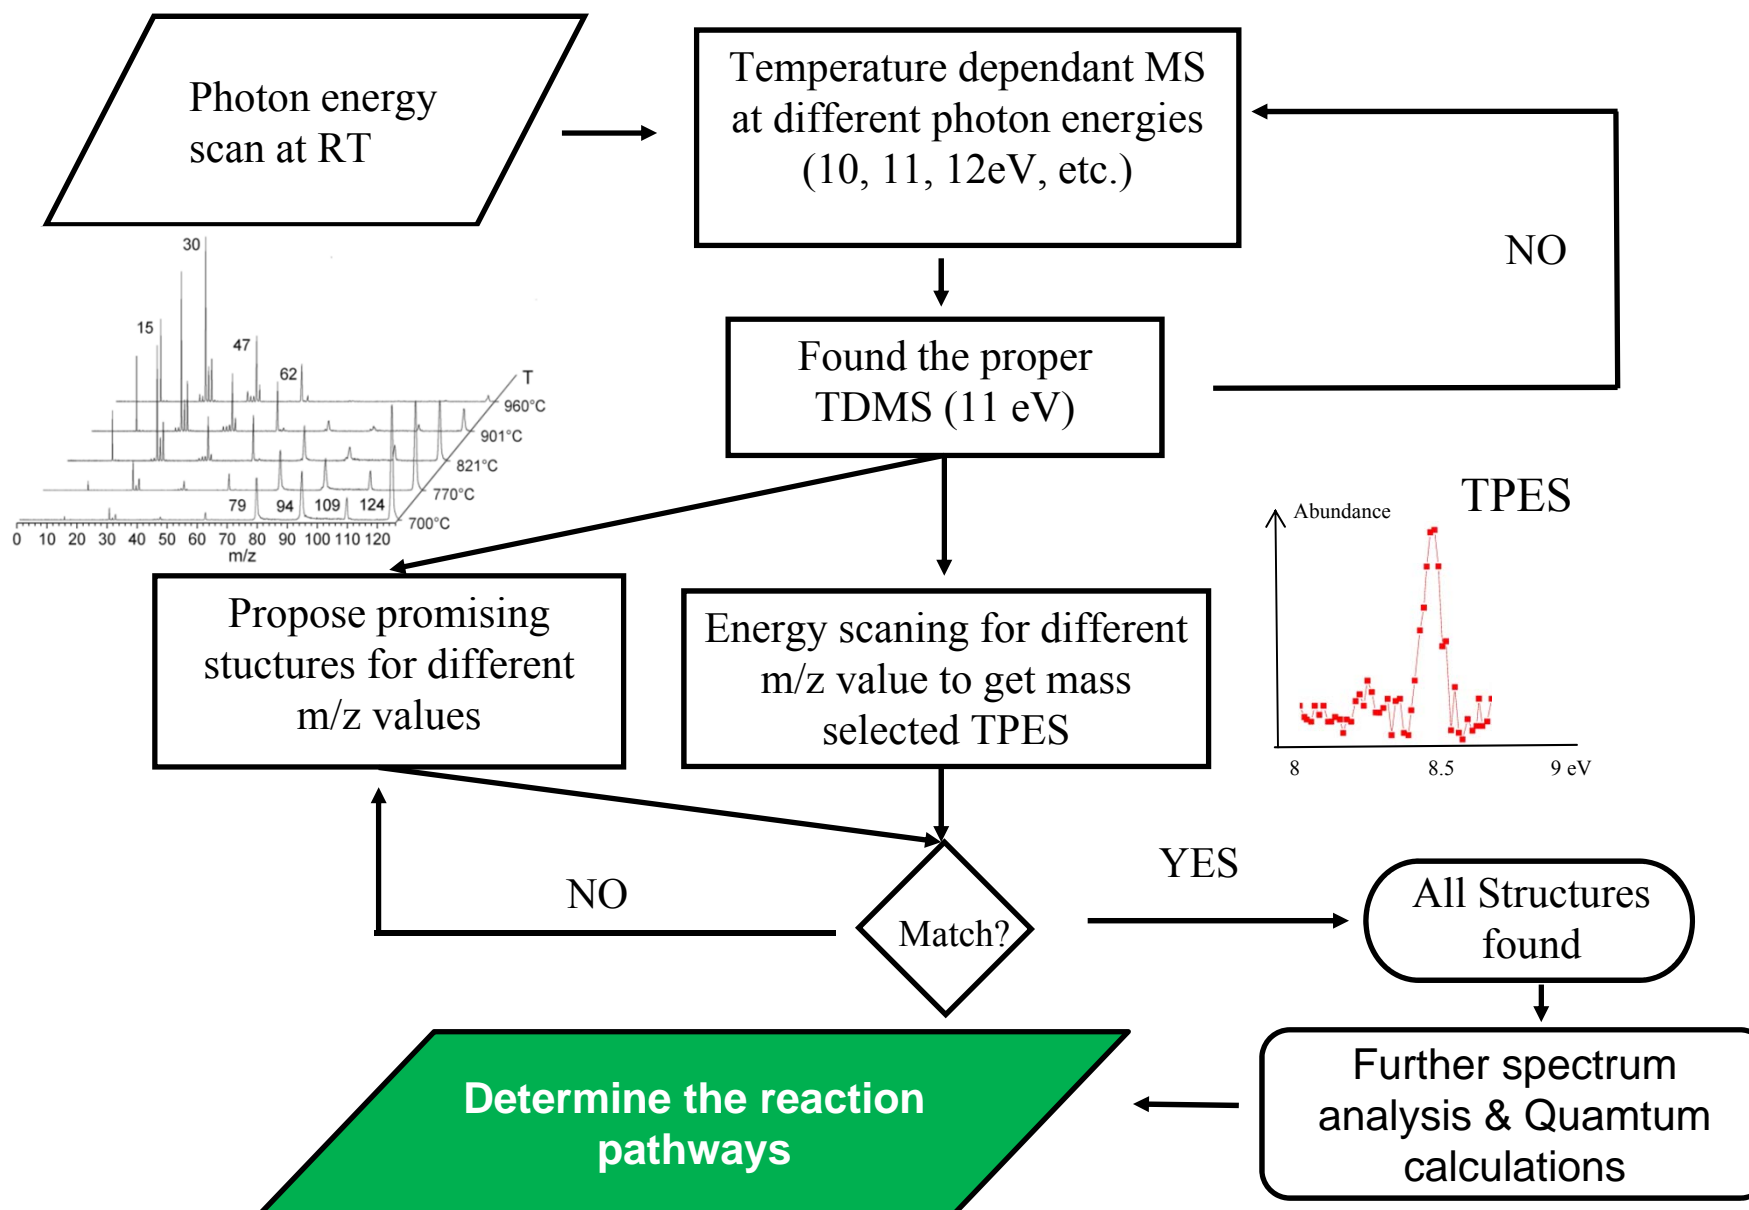 Photon energy
scan at RT
Temperature dependant MS
at different photon energies
(10, 11, 12eV, etc.)
NO
30
15
47
62
T
960°C
901°C
821°C
770°C
700°C
79
94
109
124
0 10 20 30 40 50 60 70 80 90 100 110 120
m/z
Found the proper
TDMS (11 eV)
TPES
Abundance
8
8.5
9 eV
Propose promising
stuctures for different
m/z values
Energy scaning for different
m/z value to get mass
selected TPES
NO
Match?
YES
All Structures
found
Determine the reaction
pathways
Further spectrum
analysis & Quamtum
calculations